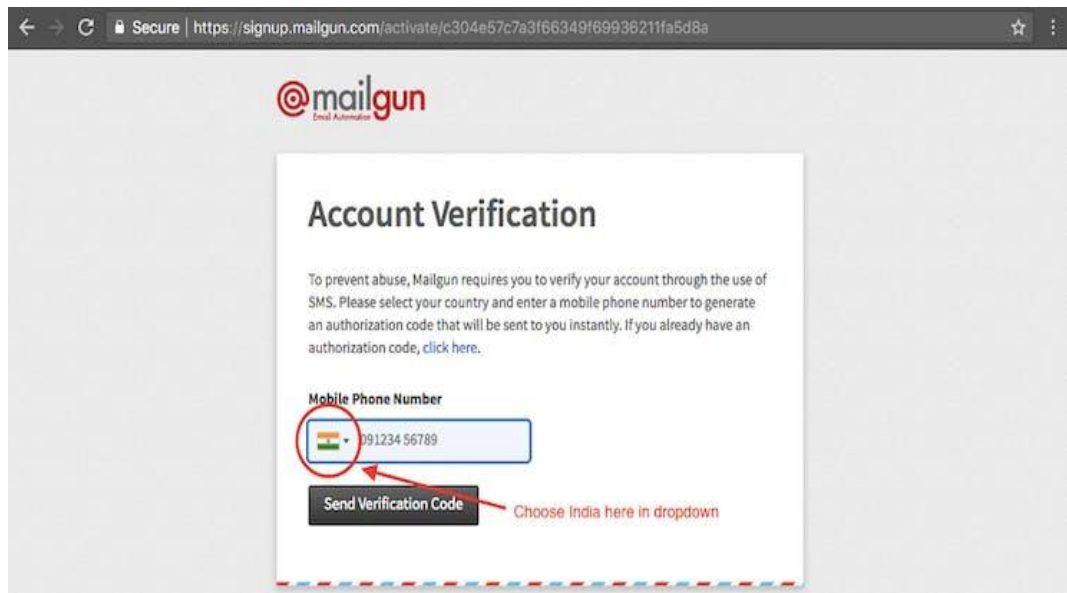 Secure | https://signup.mailgun.com/activate/c304e57c7a3f66349f69936211fa5d8a
@mailgun
Email Automation
Account Verification
To prevent abuse, Mailgun requires you to verify your account through the use of
SMS. Please select your country and enter a mobile phone number to generate
an authorization code that will be sent to you instantly. If you already have an
authorization code, click here.
Mobile Phone Number
091234 56789
Send Verification Code
Choose India here in dropdown